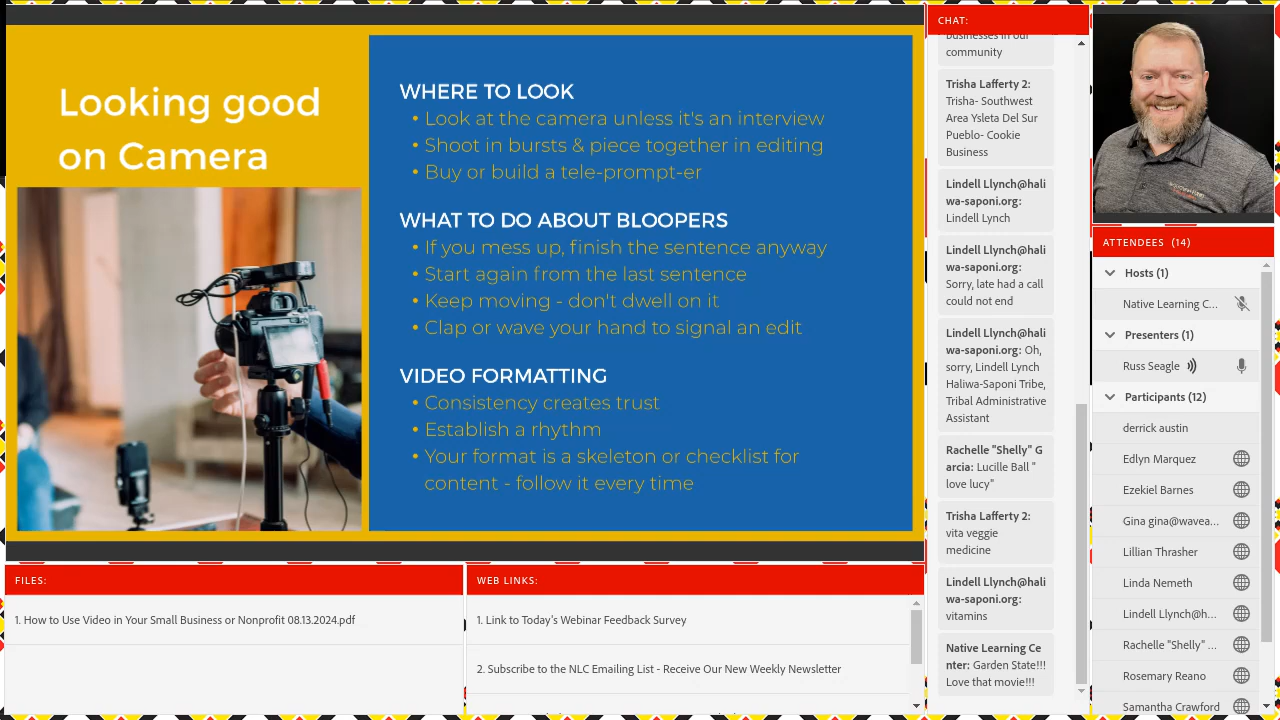 Looking good
on Camera
WHERE TO LOOK
• Look at the camera unless it's an interview
• Shoot in bursts & piece together in editing
• Buy or build a tele-prompt-er
WHAT TO DO ABOUT BLOOPERS
• If you mess up, finish the sentence anyway
• Start again from the last sentence
• Keep moving - don't dwell on it
• Clap or wave your hand to signal an edit
VIDEO FORMATTING
• Consistency creates trust
• Establish a rhythm
• Your format is a skeleton or checklist for
content - follow it every time
FILES:
1. How to Use Video in Your Small Business or Nonprofit 08.13.2024.pdf
WEB LINKS:
1. Link to Today's Webinar Feedback Survey
2. Subscribe to the NLC Emailing List - Receive Our New Weekly Newsletter
CHAT:
businesses in our
community
Trisha Lafferty 2:
Trisha- Southwest
Area Ysleta Del Sur
Pueblo- Cookie
Business
Lindell Llynch@hali
wa-saponi.org:
Lindell Lynch
Lindell Llynch@hali
wa-saponi.org:
Sorry, late had a call
could not end
Lindell Llynch@hali
wa-saponi.org: Oh,
sorry, Lindell Lynch
Haliwa-Saponi Tribe,
Tribal Administrative
Assistant
Rachelle "Shelly" G
arcia: Lucille Ball "
love lucy"
Trisha Lafferty 2:
vita veggie
medicine
Lindell Llynch@hali
wa-saponi.org:
vitamins
Native Learning Ce
nter: Garden State!!!
Love that movie!!!
ATTENDEES (14)
Hosts (1)
Native Learning C...
Presenters (1)
Russ Seagle
Participants (12)
derrick austin
Edlyn Marquez
Ezekiel Barnes
Gina gina@wavea...
Lillian Thrasher
Linda Nemeth
Lindell Llynch@h...
Rachelle "Shelly" ...
Rosemary Reano
Samantha Crawford